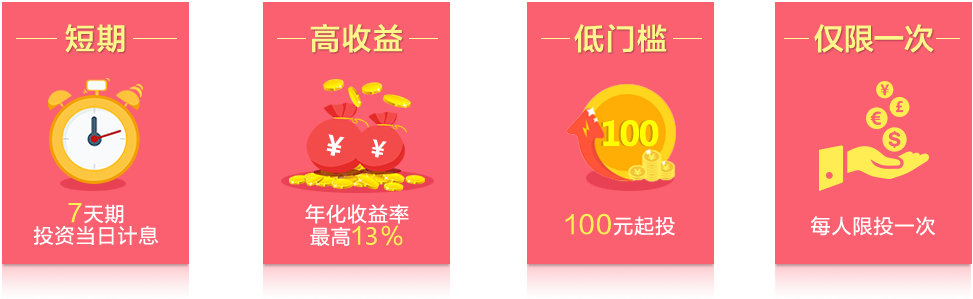 短期
7天期
投资当日计息
高收益
¥
¥
年化收益率
最高13%
低门槛
100
100元起投
仅限一次
¥
£
€
$
每人限投一次